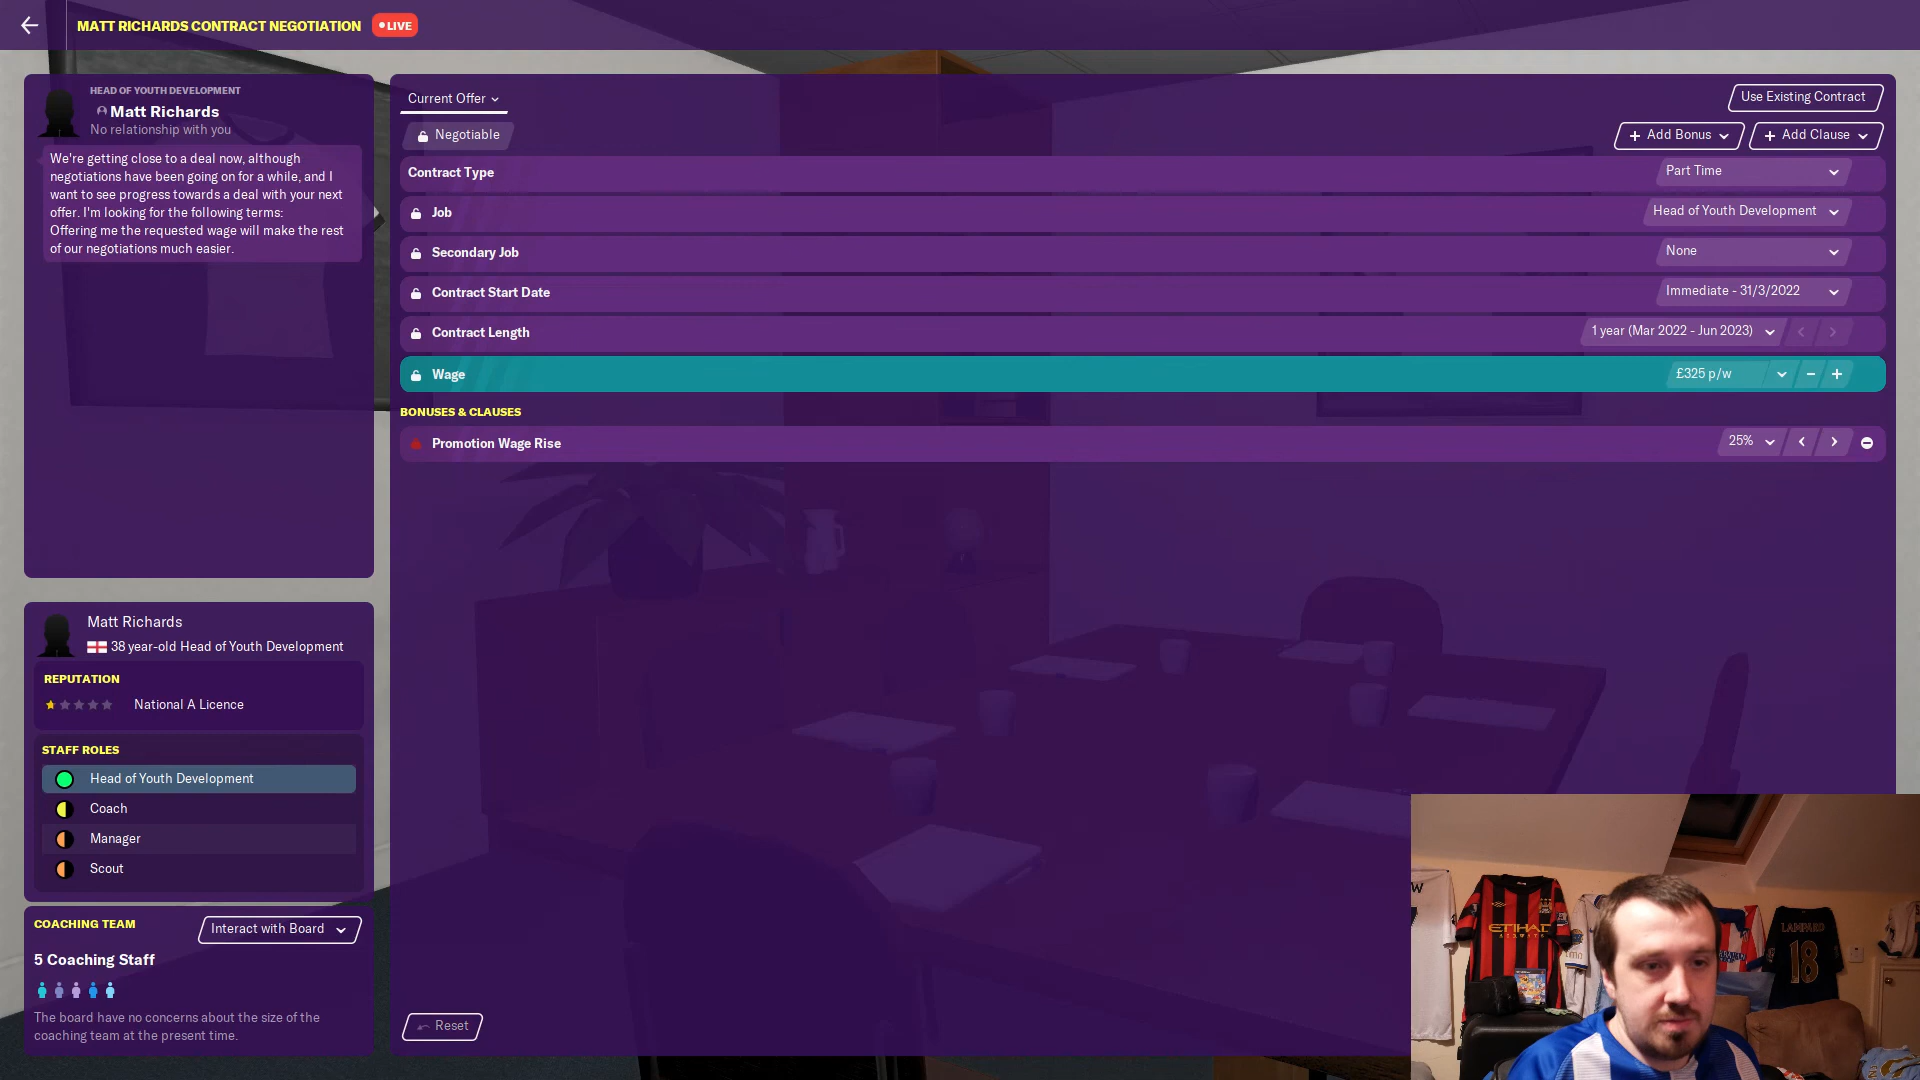 MATT RICHARDS CONTRACT NEGOTIATION
LIVE
HEAD OF YOUTH DEVELOPMENT
Matt Richards
No relationship with you
We're getting close to a deal now, although
negotiations have been going on for a while, and I
want to see progress towards a deal with your next
offer. I'm looking for the following terms:
Offering me the requested wage will make the rest
of our negotiations much easier.
Matt Richards
38 year-old Head of Youth Development
REPUTATION
National A Licence
STAFF ROLES
Head of Youth Development
Coach
Manager
Scout
COACHING TEAM
Interact with Board
5 Coaching Staff
The board have no concerns about the size of the
coaching team at the present time.
Current Offer
Use Existing Contract
Negotiable
Add Bonus
Add Clause
Contract Type
Part Time
Job
Head of Youth Development
Secondary Job
None
Contract Start Date
Immediate - 31/3/2022
Contract Length
1 year (Mar 2022 - Jun 2023)
Wage
£325 p/w
BONUSES & CLAUSES
Promotion Wage Rise
25%
Reset
ETIHAD
LAMPARD
18